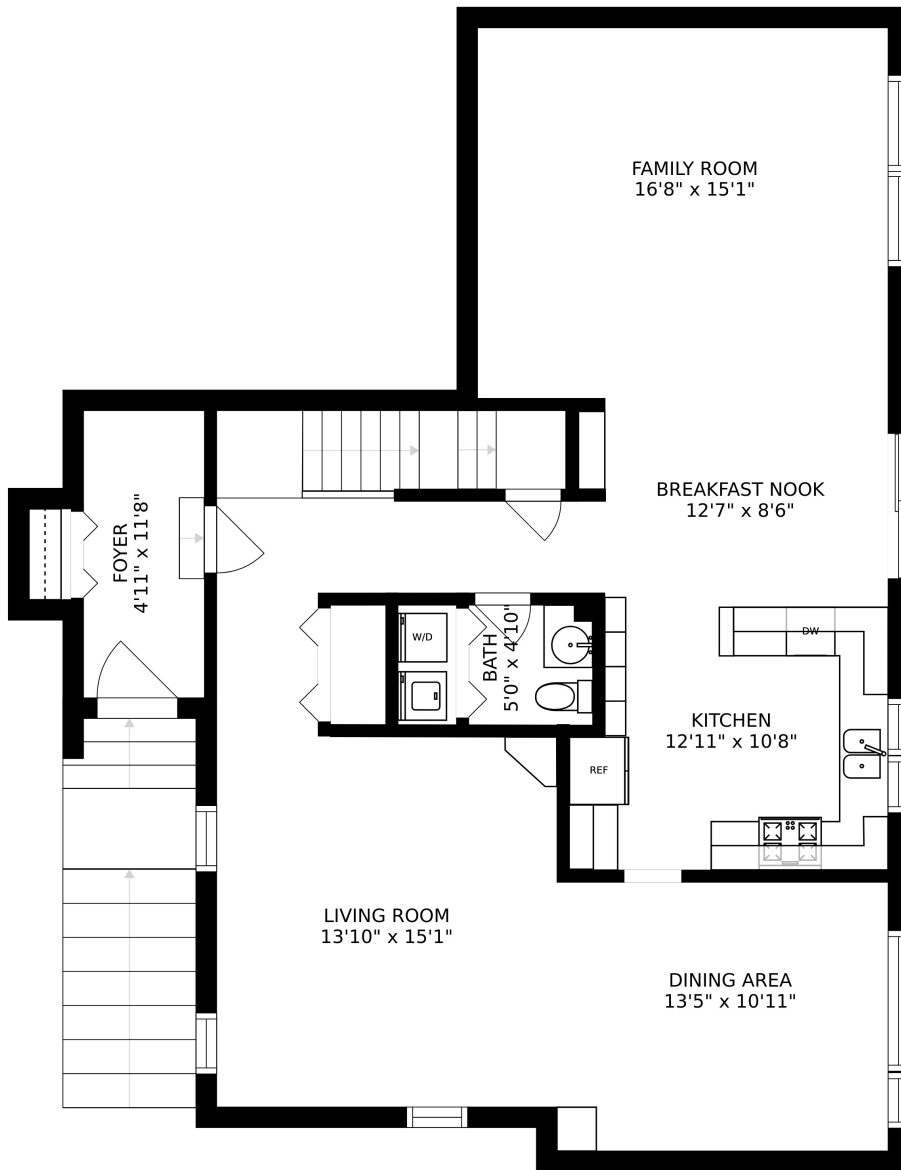 FAMILY ROOM
16'8" x 15'1"
BREAKFAST NOOK
12'7" x 8'6"
FOYER
4'11" x 11'8"
W/D
BATH
5'0" x 4'10"
DW
KITCHEN
12'11" x 10'8"
REF
LIVING ROOM
13'10" x 15'1"
DINING AREA
13'5" x 10'11"